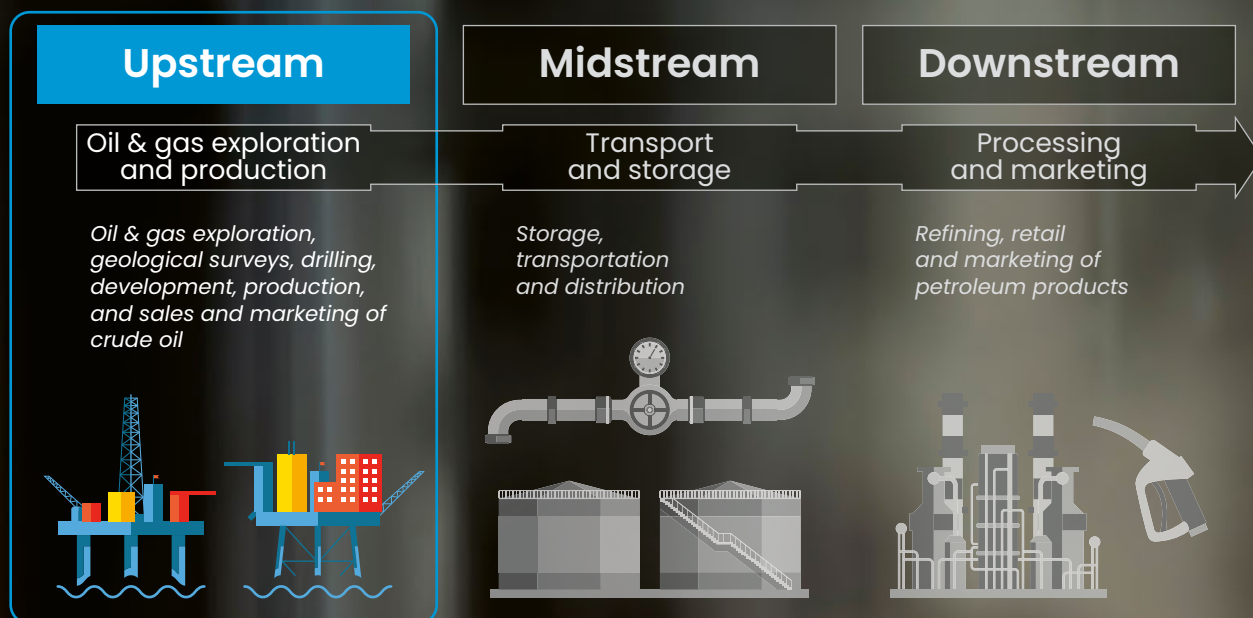 Upstream
Midstream
Downstream
Oil & gas exploration
and production
Transport
and storage
Processing
and marketing
Oil & gas exploration,
geological surveys, drilling,
development, production,
and sales and marketing of
crude oil
Storage,
transportation
and distribution
Refining, retail
and marketing of
petroleum products